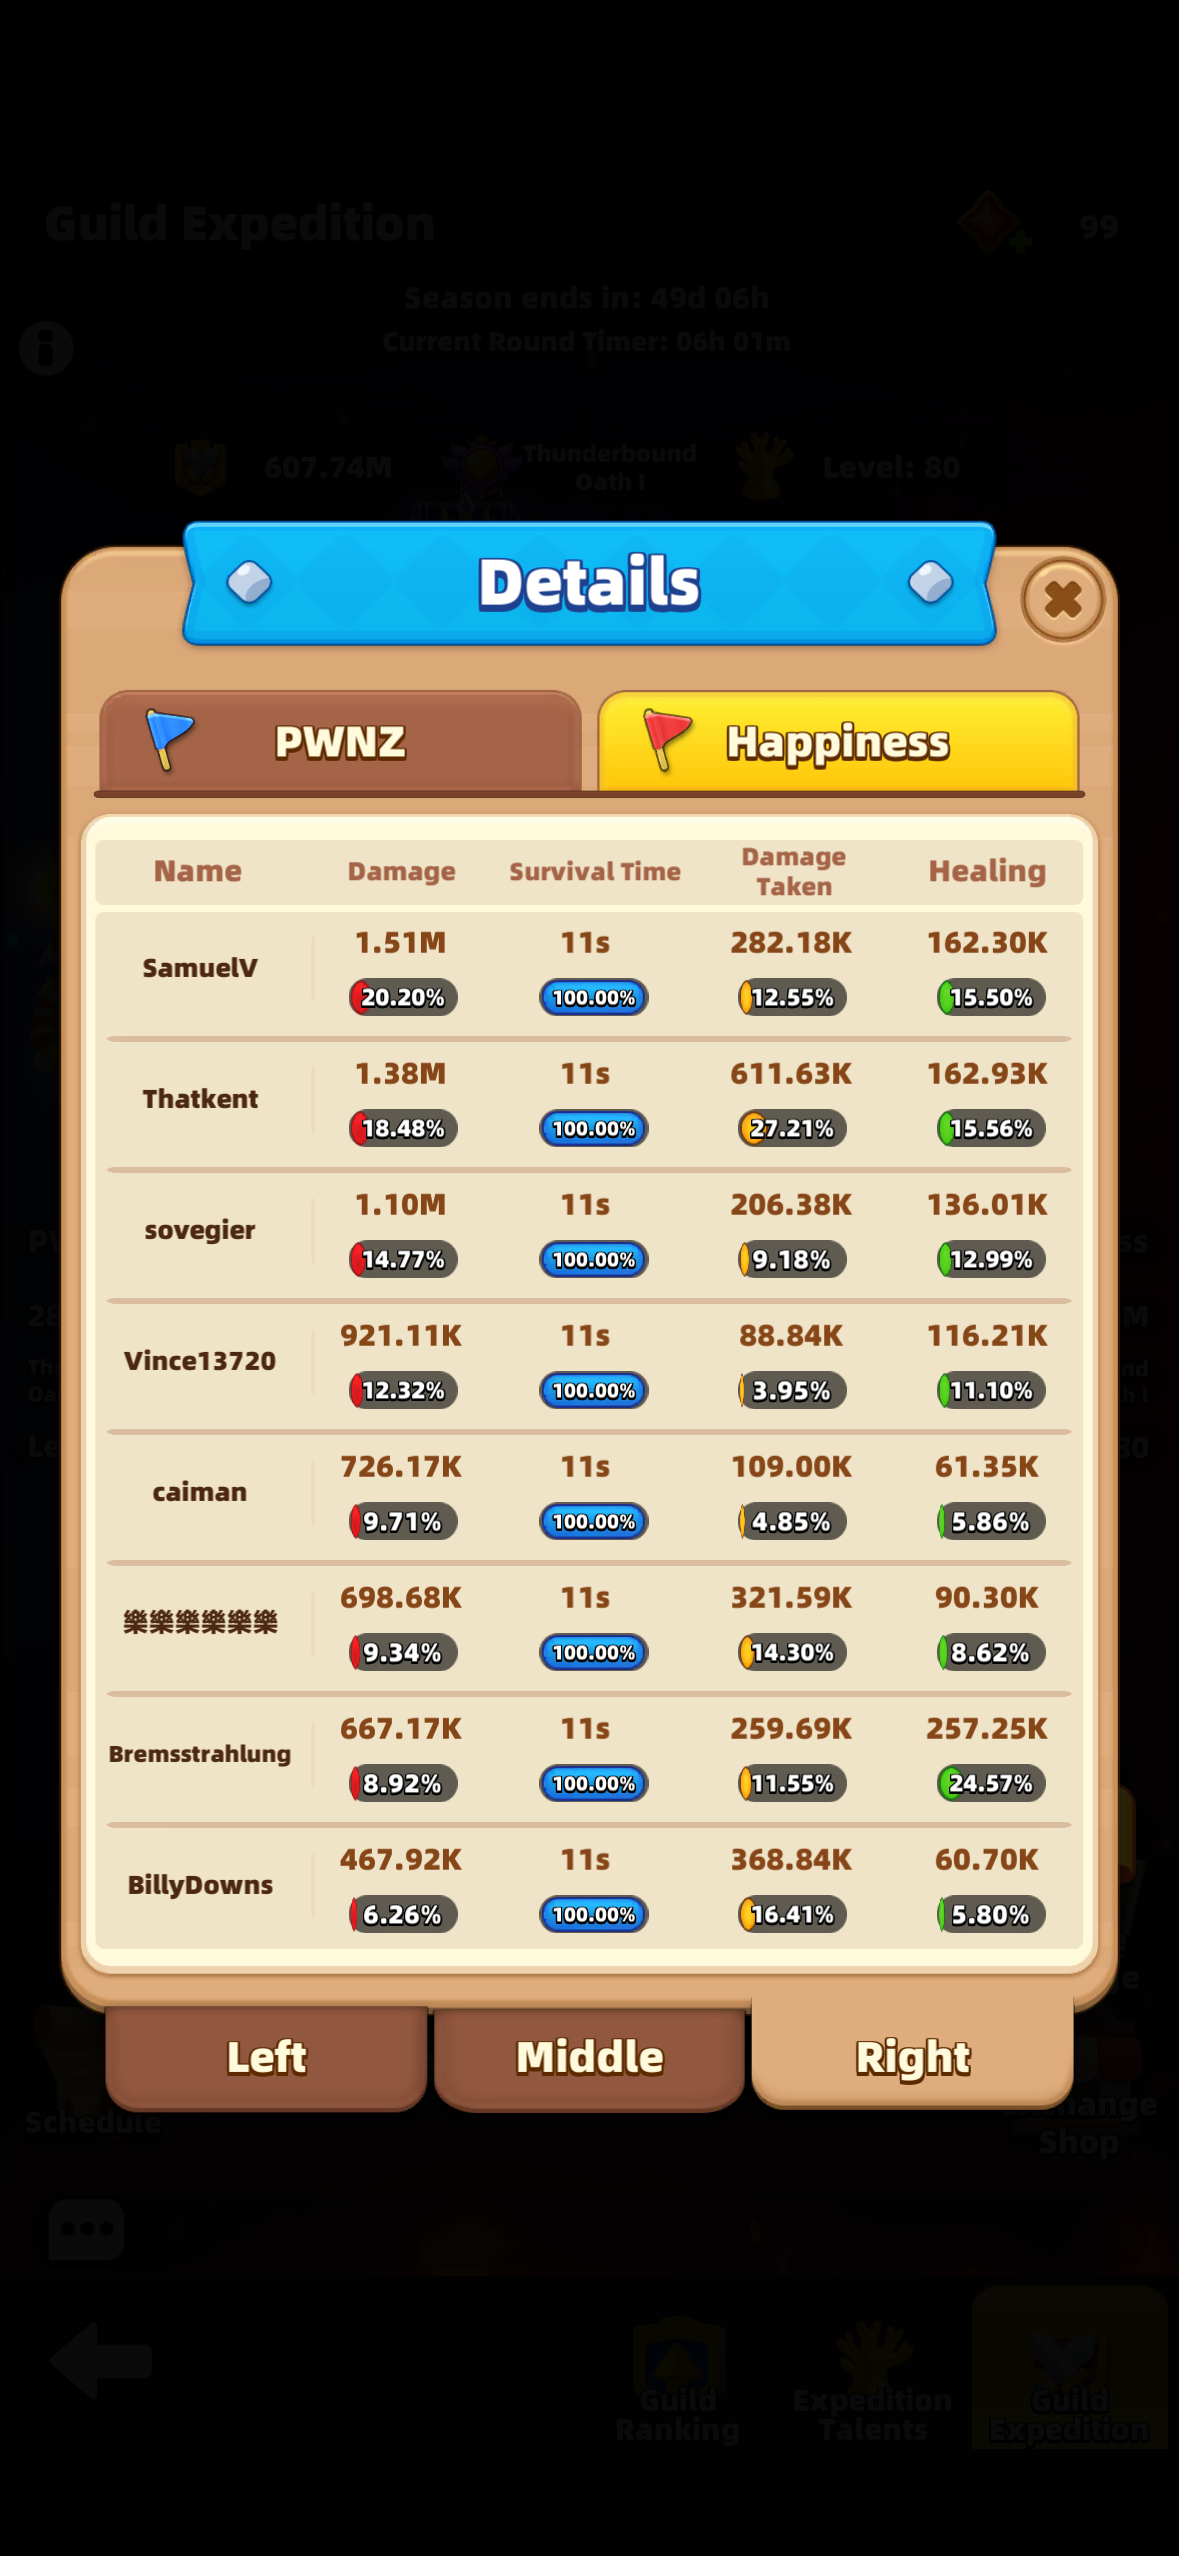 Guild Expedition
99
Season ends in: 49d 06h
Current Round Timer: 06h 01m
607.74M
Thunderbound
Oath I
Level: 80
Details
PWNZ
Happiness
Name Damage Survival Time Damage Taken Healing
SamuelV 1.51M 11s 282.18K 162.30K
20.20% 100.00% 12.55% 15.50%
Thatkent 1.38M 11s 611.63K 162.93K
18.48% 100.00% 27.21% 15.56%
sovegier 1.10M 11s 206.38K 136.01K
14.77% 100.00% 9.18% 12.99%
Vince13720 921.11K 11s 88.84K 116.21K
12.32% 100.00% 3.95% 11.10%
caiman 726.17K 11s 109.00K 61.35K
9.71% 100.00% 4.85% 5.86%
樂樂樂樂樂樂 698.68K 11s 321.59K 90.30K
9.34% 100.00% 14.30% 8.62%
Bremsstrahlung 667.17K 11s 259.69K 257.25K
8.92% 100.00% 11.55% 24.57%
BillyDowns 467.92K 11s 368.84K 60.70K
6.26% 100.00% 16.41% 5.80%
Left
Middle
Right
Schedule
Shop
Guild
Ranking
Expedition
Talents
Guild
Expedition